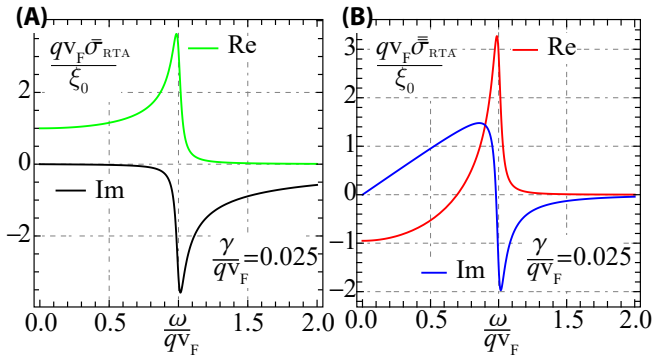 (A)
qv_F σ̄_RTA
ξ_0
Re
2
0
−2
Im
γ
qv_F
=0.025
0.0
0.5
1.0
1.5
2.0
ω
qv_F
(B)
qv_F σ̿_RTA
ξ_0
Re
3
2
1
0
−1
−2
Im
γ
qv_F
=0.025
0.0
0.5
1.0
1.5
2.0
ω
qv_F